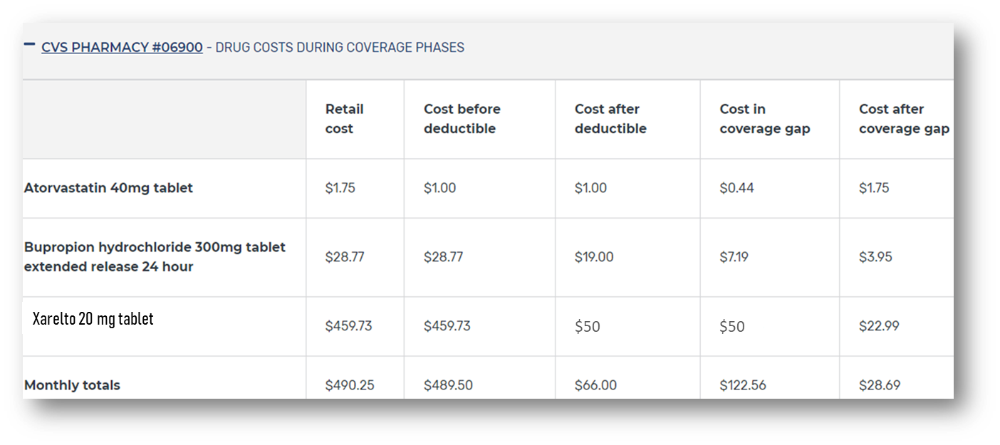 CVS PHARMACY #06900 - DRUG COSTS DURING COVERAGE PHASES
Retail cost
Cost before deductible
Cost after deductible
Cost in coverage gap
Cost after coverage gap
Atorvastatin 40mg tablet $1.75 $1.00 $1.00 $0.44 $1.75
Bupropion hydrochloride 300mg tablet
extended release 24 hour $28.77 $28.77 $19.00 $7.19 $3.95
Xarelto 20 mg tablet $459.73 $459.73 $50 $50 $22.99
Monthly totals $490.25 $489.50 $66.00 $122.56 $28.69